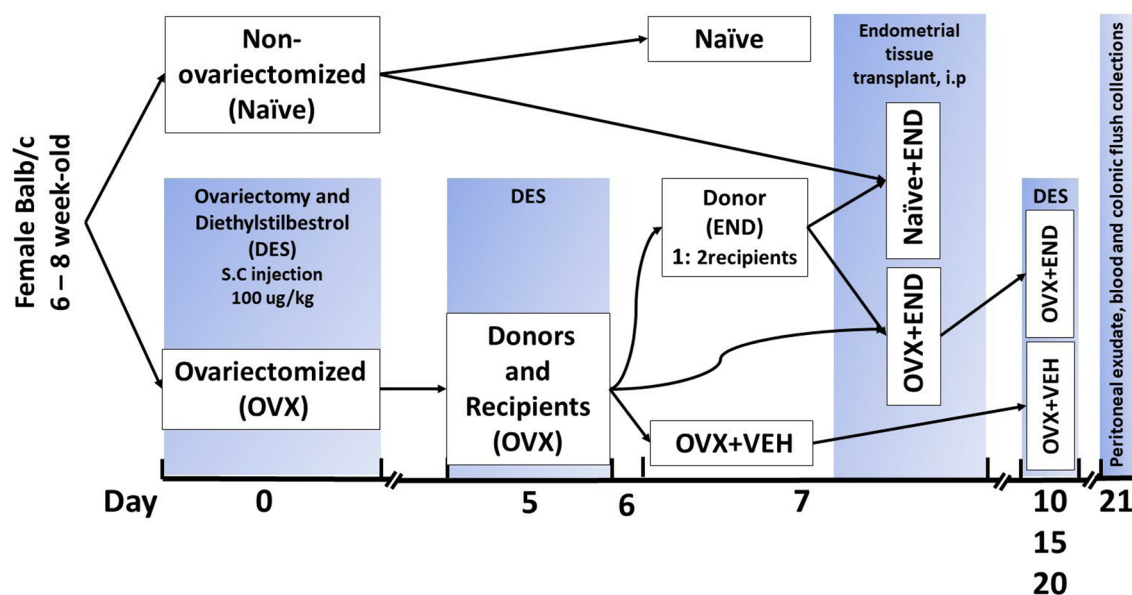 Female Balb/c
6 – 8 week-old
Non-
ovariectomized
(Naïve)
Ovariectomy and
Diethylstilbestrol
(DES)
S.C injection
100 ug/kg
Ovariectomized
(OVX)
DES
Donors
and
Recipients
(OVX)
Naïve
Donor
(END)
1: 2recipients
OVX+VEH
Endometrial
tissue
transplant, i.p
Naïve+END
OVX+END
DES
OVX+END
OVX+VEH
Peritoneal exudate, blood and colonic flush collections
Day 0 5 6 7 10 21
15
20